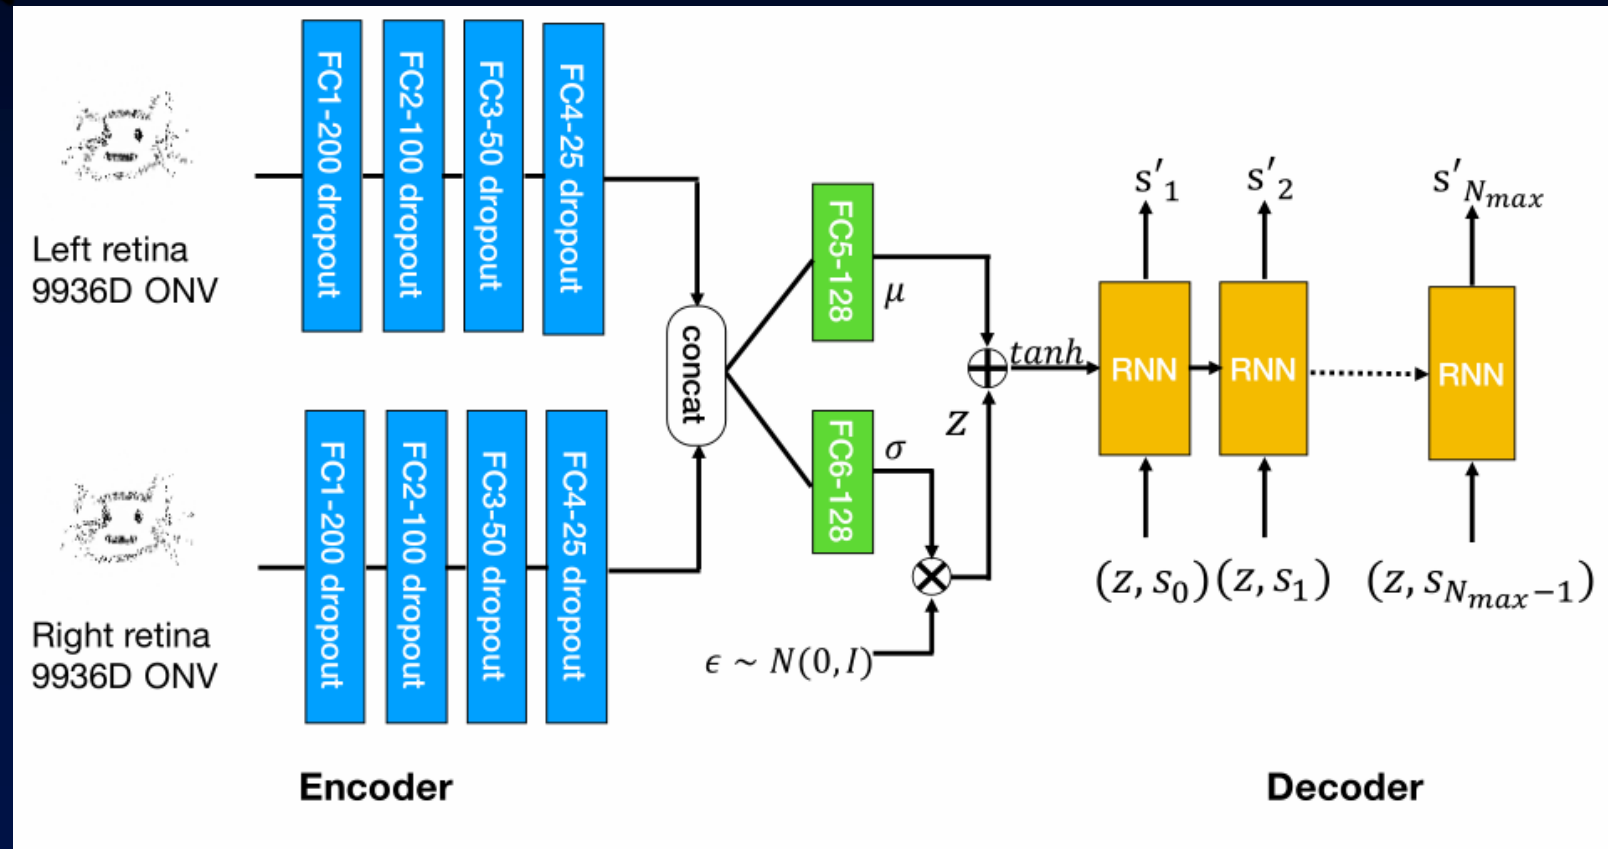 Left retina
9936D ONV
FC1-200 dropout
FC2-100 dropout
FC3-50 dropout
FC4-25 dropout
Right retina
9936D ONV
FC1-200 dropout
FC2-100 dropout
FC3-50 dropout
FC4-25 dropout
concat
FC5-128
μ
FC6-128
σ
ϵ ~ N(0,I)
z
tanh
RNN
RNN
RNN
s′₁
s′₂
s′Nmax
(z, s₀)
(z, s₁)
(z, sNmax−1)
Encoder
Decoder